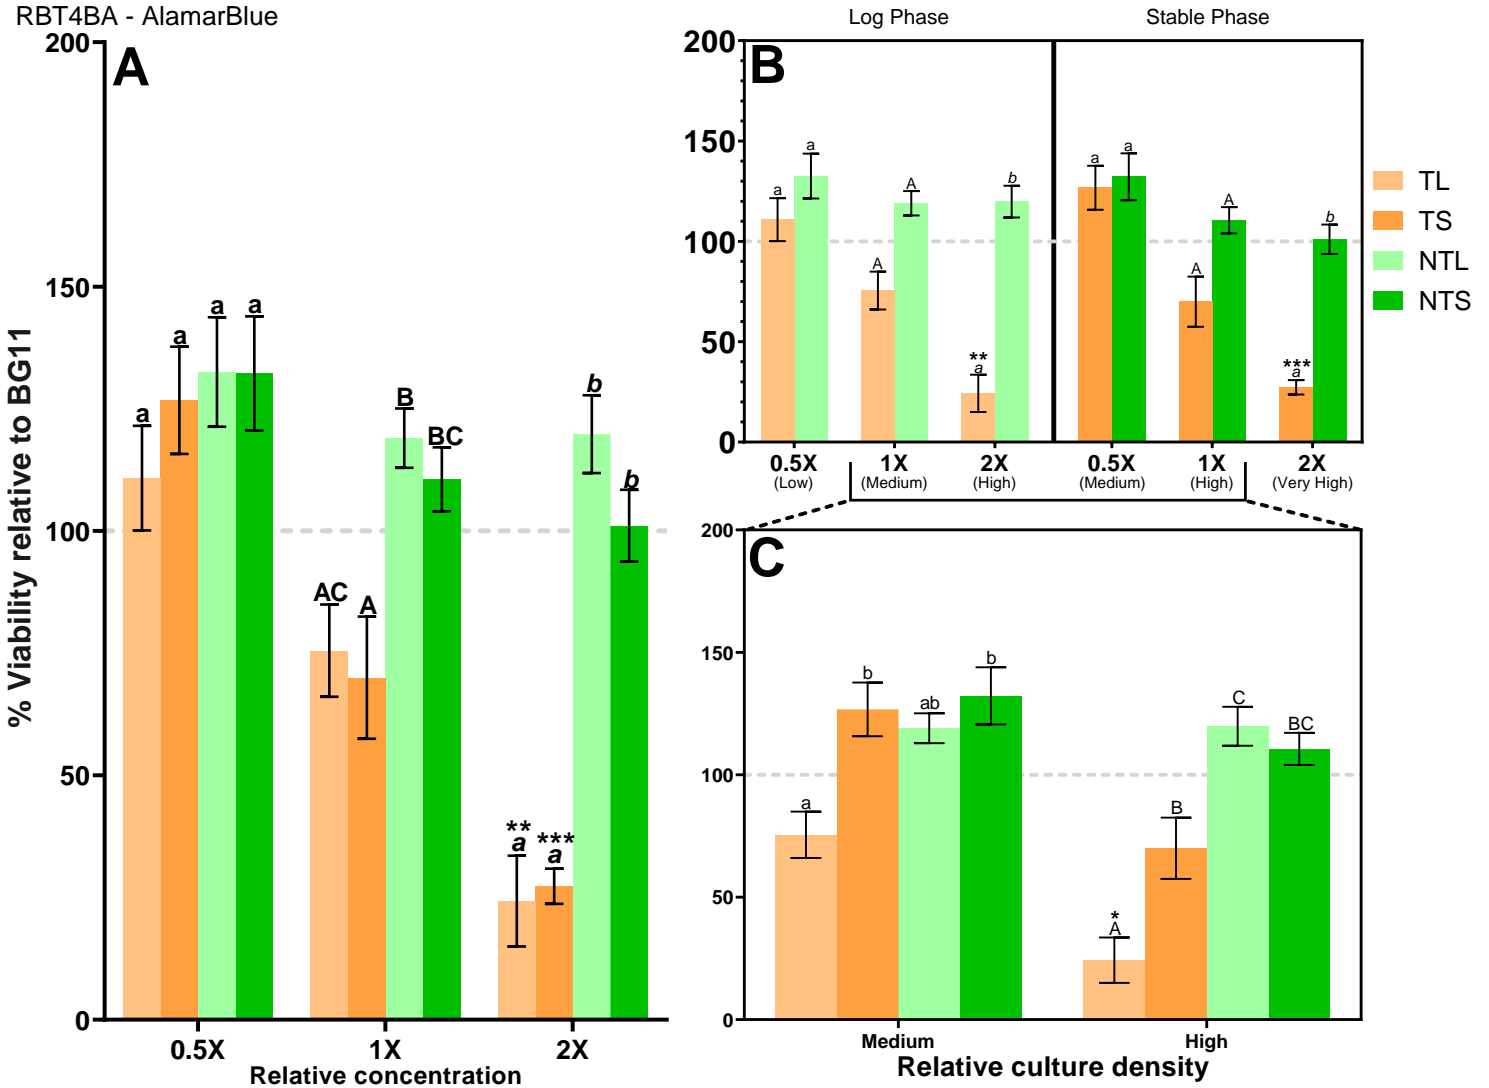 RBT4BA - AlamarBlue
A
% Viability relative to BG11
200
150
100
50
0
a
a
a
a
AC
A
B
BC
**
a
***
a
b
b
0.5X
1X
2X
Relative concentration
Log Phase
Stable Phase
B
200
150
100
50
0
a
a
A
A
**
a
b
a
a
A
A
***
a
b
0.5X
1X
2X
0.5X
1X
2X
(Low)
(Medium)
(High)
(Medium)
(High)
(Very High)
TL
TS
NTL
NTS
C
200
150
100
50
0
a
b
ab
b
*
A
B
C
BC
Medium
High
Relative culture density